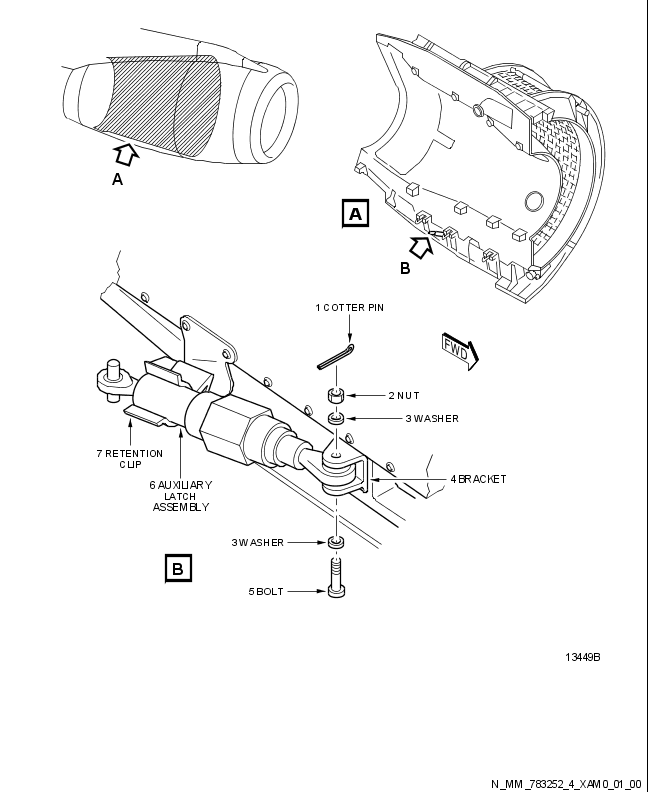 A
A
B
1 COTTER PIN
FWD
2 NUT
3 WASHER
7 RETENTION
CLIP
6 AUXILIARY
LATCH
ASSEMBLY
4 BRACKET
3 WASHER
B
5 BOLT
13449B
N_MM_783252_4_XAM0_01_00